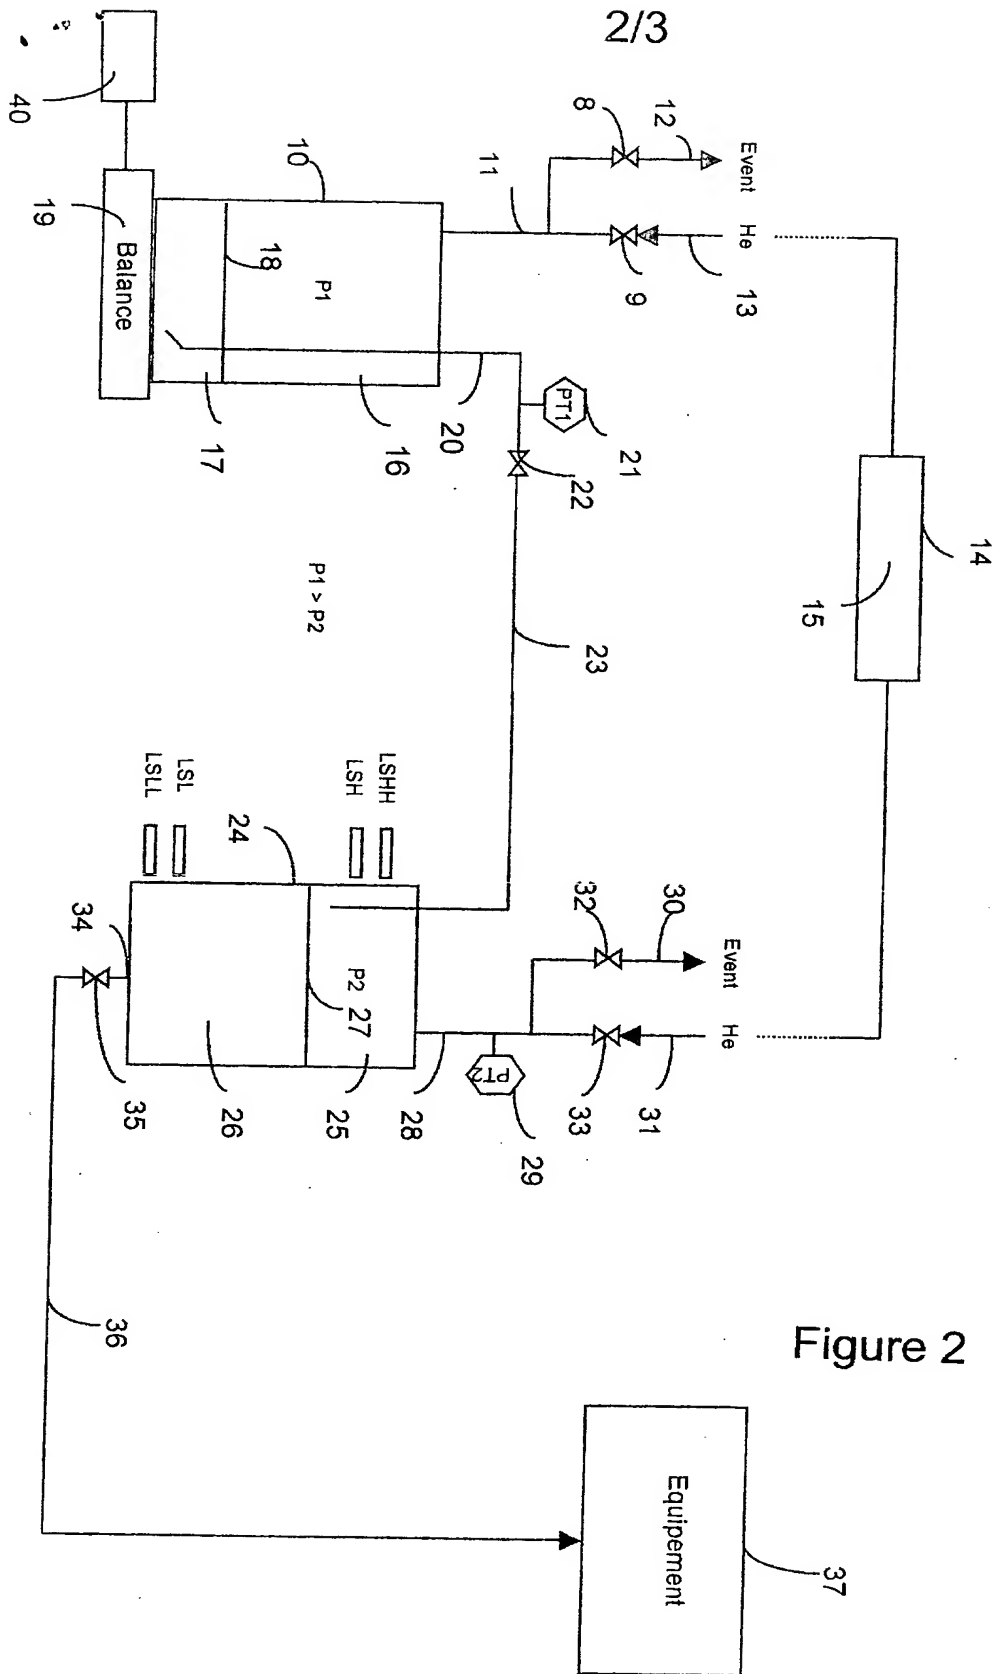 2/3
Figure 2
Event
12
8
He
13
9
11
10
P1
18
16
17
20
PT1
21
22
23
Balance
19
40
14
15
P1 > P2
LSHH
LSH
LSL
LSLL
24
Event
30
32
He
31
33
PT2
29
28
P2
27
25
26
34
35
36
Equipement
37